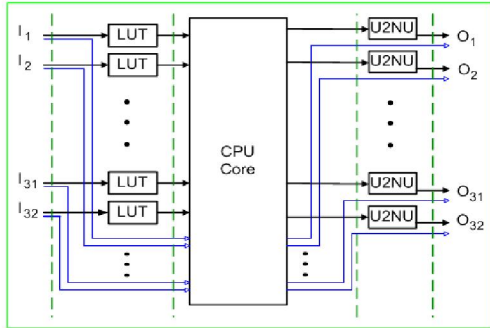 I1 LUT U2NU O1
I2 LUT U2NU O2
CPU
Core
I31 LUT U2NU O31
I32 LUT U2NU O32